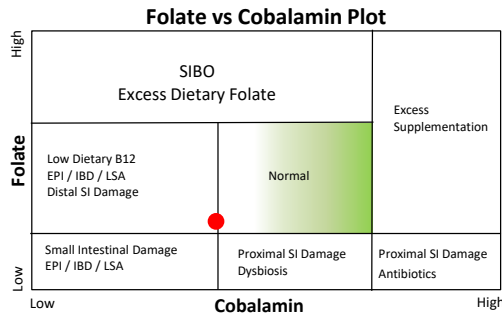 Folate vs Cobalamin Plot
High
Folate
Low
SIBO
Excess Dietary Folate
Excess
Supplementation
Low Dietary B12
EPI / IBD / LSA
Distal SI Damage
Normal
Small Intestinal Damage
EPI / IBD / LSA
Proximal SI Damage
Dysbiosis
Proximal SI Damage
Antibiotics
Low
Cobalamin
High